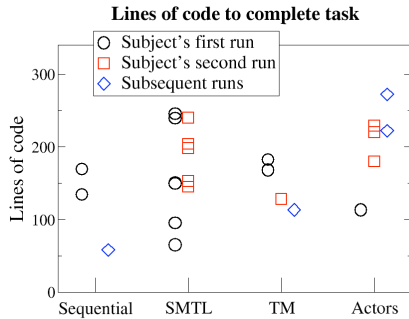 Lines of code to complete task
Subject's first run
Subject's second run
Subsequent runs
Lines of code
300
200
100
0
Sequential SMTL TM Actors